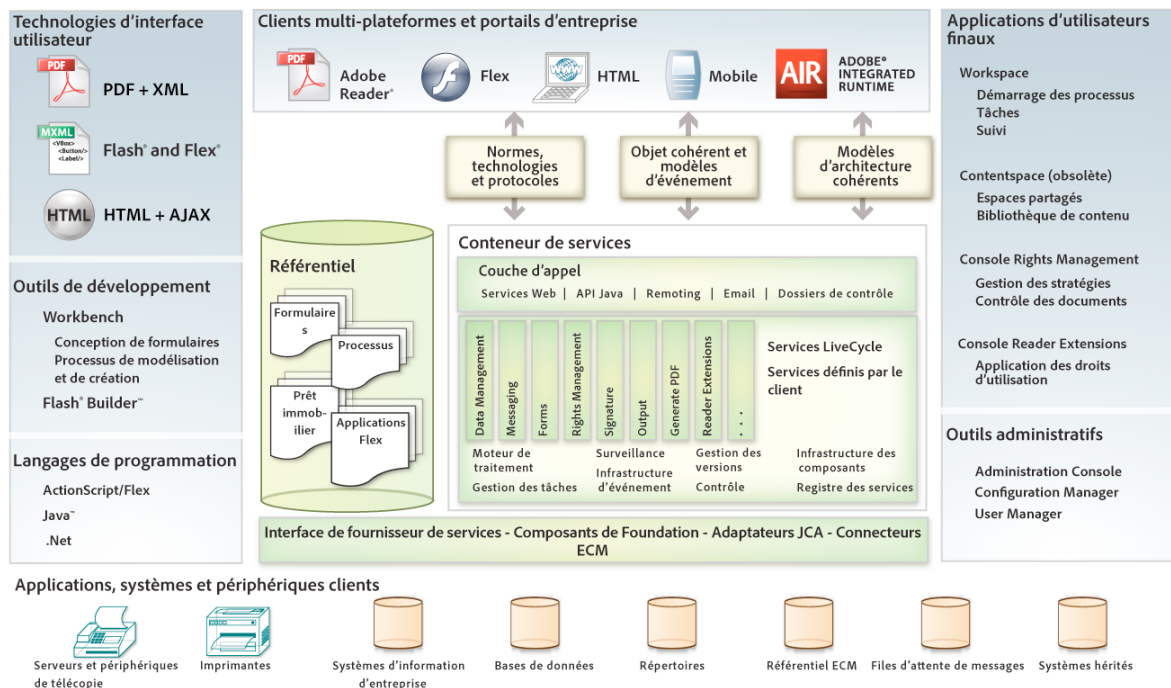 Technologies d'interface
utilisateur
PDF
PDF + XML
MXML
<VBox>
<Button/>
<Label/>
Flash® and Flex®
HTML
HTML + AJAX
Outils de développement
Workbench
Conception de formulaires
Processus de modélisation
et de création
Flash® Builder™
Langages de programmation
ActionScript/Flex
Java™
.Net
Clients multi-plateformes et portails d'entreprise
PDF
Adobe
Reader®
Flex
WWW
HTML
Mobile
AIR
ADOBE®
INTEGRATED
RUNTIME
Normes,
technologies
et protocoles
Objet cohérent et
modèles
d'événement
Modèles
d'architecture
cohérents
Référentiel
Formulaire
s
Processus
Prêt
immob-
ilier
Applications
Flex
Conteneur de services
Couche d'appel
Services Web | API Java | Remoting | Email | Dossiers de contrôle
Data Management
Messaging
Forms
Rights Management
Signature
Output
Generate PDF
Reader Extensions
. . .
Services LiveCycle
Services définis par le
client
Moteur de
traitement
Gestion des tâches
Surveillance
Infrastructure
d'événement
Gestion des
versions
Contrôle
Infrastructure des
composants
Registre des services
Interface de fournisseur de services - Composants de Foundation - Adaptateurs JCA - Connecteurs
ECM
Applications d'utilisateurs
finaux
Workspace
Démarrage des processus
Tâches
Suivi
Contentspace (obsolète)
Espaces partagés
Bibliothèque de contenu
Console Rights Management
Gestion des stratégies
Contrôle des documents
Console Reader Extensions
Application des droits
d'utilisation
Outils administratifs
Administration Console
Configuration Manager
User Manager
Applications, systèmes et périphériques clients
Serveurs et périphériques
de télécopie
Imprimantes
Systèmes d'information
d'entreprise
Bases de données
Répertoires
Référentiel ECM
Files d'attente de messages
Systèmes hérités